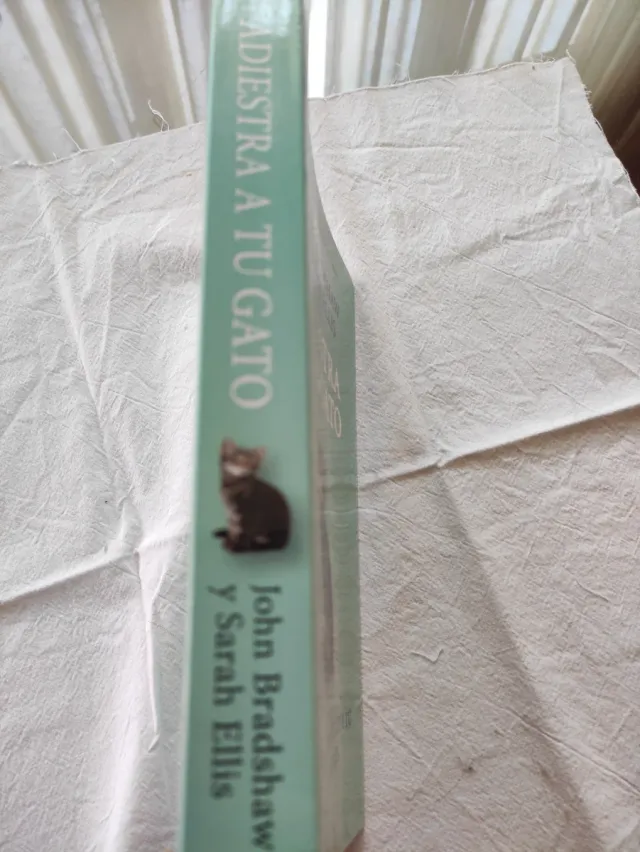 ADIESTRA A TU GATO
John Bradshaw
y Sarah Ellis